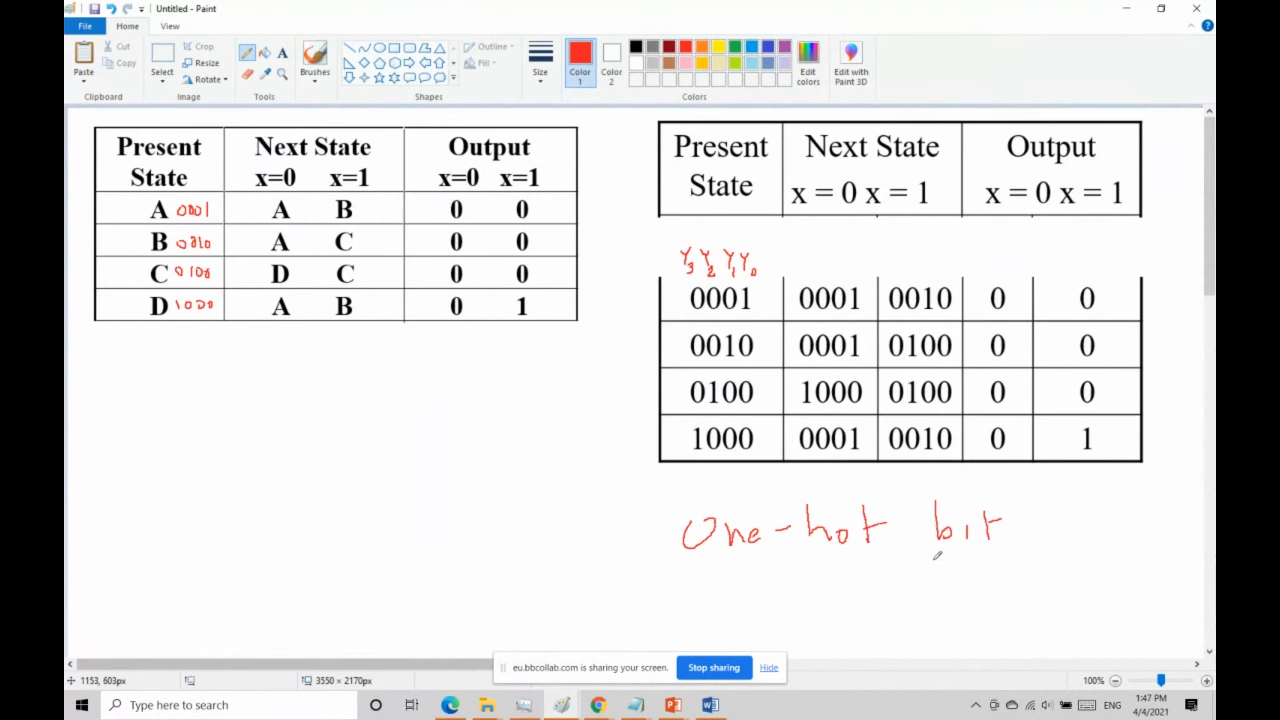 Untitled - Paint
File Home View
Paste Cut Copy
Clipboard
Select Crop Resize Rotate
Image
Tools
Brushes
Outline Fill
Shapes
Size
Color 1
Color 2
Edit colors
Colors
Edit with Paint 3D
Present State Next State Output
x=0 x=1 x=0 x=1
A 0001 A B 0 0
B 0010 A C 0 0
C 0100 D C 0 0
D 1000 A B 0 1
Present State Next State Output
x = 0 x = 1 x = 0 x = 1
Y3 Y2 Y1 Y0
0001 0001 0010 0 0
0010 0001 0100 0 0
0100 1000 0100 0 0
1000 0001 0010 0 1
One-hot bit
eu.bbcollab.com is sharing your screen. Stop sharing Hide
1153, 603px 3550 × 2170px 100%
Type here to search
ENG
1:47 PM
4/4/2021